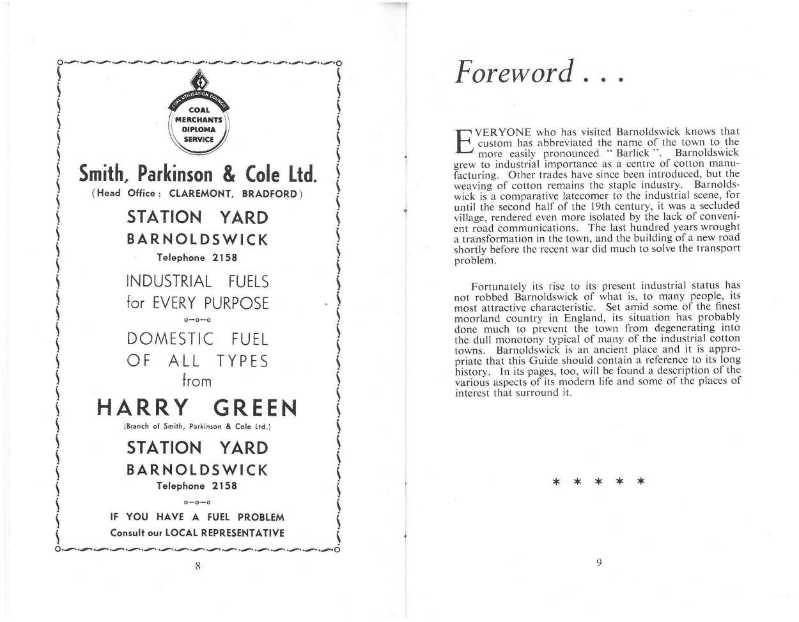 COAL UTILISATION COUNCIL
COAL
MERCHANTS
DIPLOMA
SERVICE
Smith, Parkinson & Cole Ltd.
(Head Office: CLAREMONT, BRADFORD)
STATION YARD
BARNOLDSWICK
Telephone 2158
INDUSTRIAL FUELS
for EVERY PURPOSE
DOMESTIC FUEL
OF ALL TYPES
from
HARRY GREEN
(Branch of Smith, Parkinson & Cole Ltd.)
STATION YARD
BARNOLDSWICK
Telephone 2158
IF YOU HAVE A FUEL PROBLEM
Consult our LOCAL REPRESENTATIVE
8
Foreword . . .
EVERYONE who has visited Barnoldswick knows that
custom has abbreviated the name of the town to the
more easily pronounced " Barlick ". Barnoldswick
grew to industrial importance as a centre of cotton manu-
facturing. Other trades have since been introduced, but the
weaving of cotton remains the staple industry. Barnolds-
wick is a comparative latecomer to the industrial scene, for
until the second half of the 19th century, it was a secluded
village, rendered even more isolated by the lack of conveni-
ent road communications. The last hundred years wrought
a transformation in the town, and the building of a new road
shortly before the recent war did much to solve the transport
problem.
Fortunately its rise to its present industrial status has
not robbed Barnoldswick of what is, to many people, its
most attractive characteristic. Set amid some of the finest
moorland country in England, its situation has probably
done much to prevent the town from degenerating into
the dull monotony typical of many of the industrial cotton
towns. Barnoldswick is an ancient place and it is appro-
priate that this Guide should contain a reference to its long
history. In its pages, too, will be found a description of the
various aspects of its modern life and some of the places of
interest that surround it.
* * * * *
9